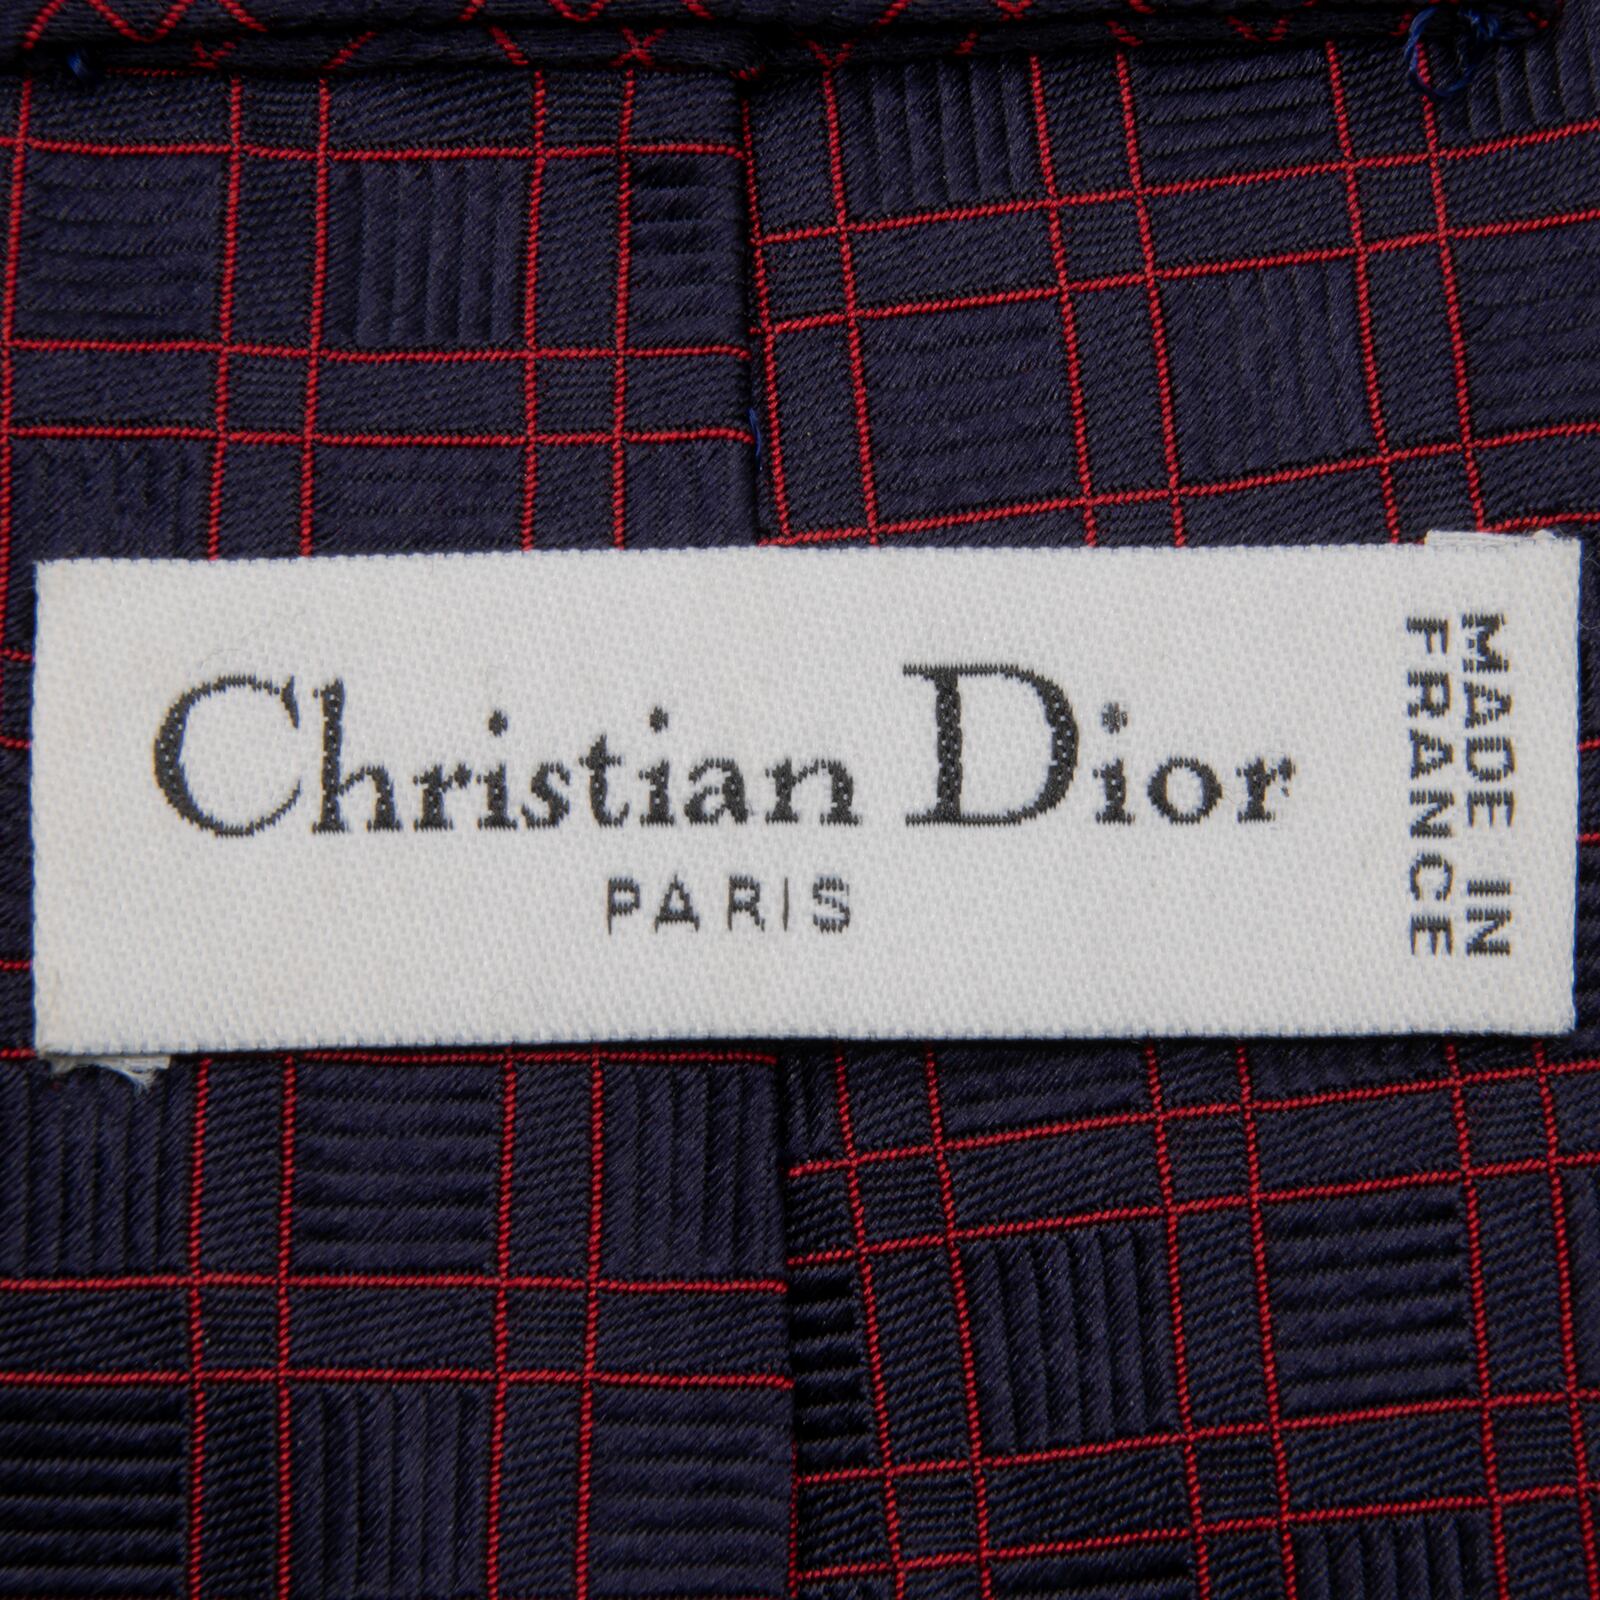 Christian Dior
PARIS
MADE IN
FRANCE